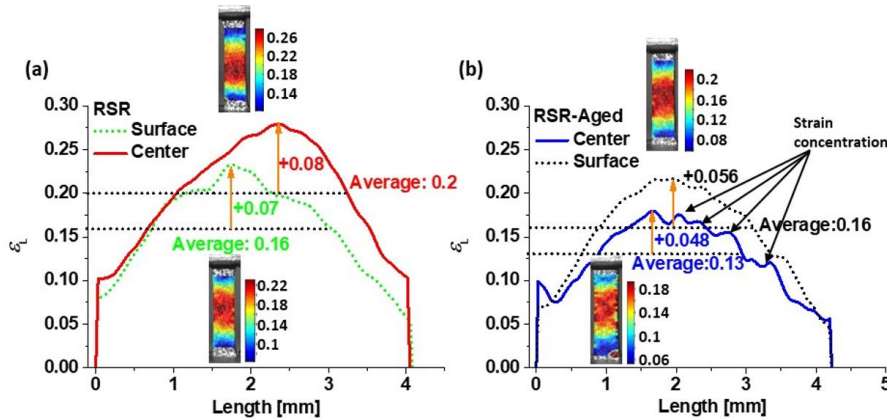 (a)
0.26
0.22
0.18
0.14
RSR
Surface
Center
+0.08
+0.07
Average: 0.2
Average: 0.16
0.22
0.18
0.14
0.1
0.30
0.25
0.20
0.15
0.10
0.05
0.00
εL
0
1
2
3
4
Length [mm]
(b)
0.2
0.16
0.12
0.08
RSR-Aged
Center
Surface
Strain
concentration
+0.056
+0.048
Average:0.16
Average:0.13
0.18
0.14
0.1
0.06
0.30
0.25
0.20
0.15
0.10
0.05
0.00
εL
0
1
2
3
4
5
Length [mm]